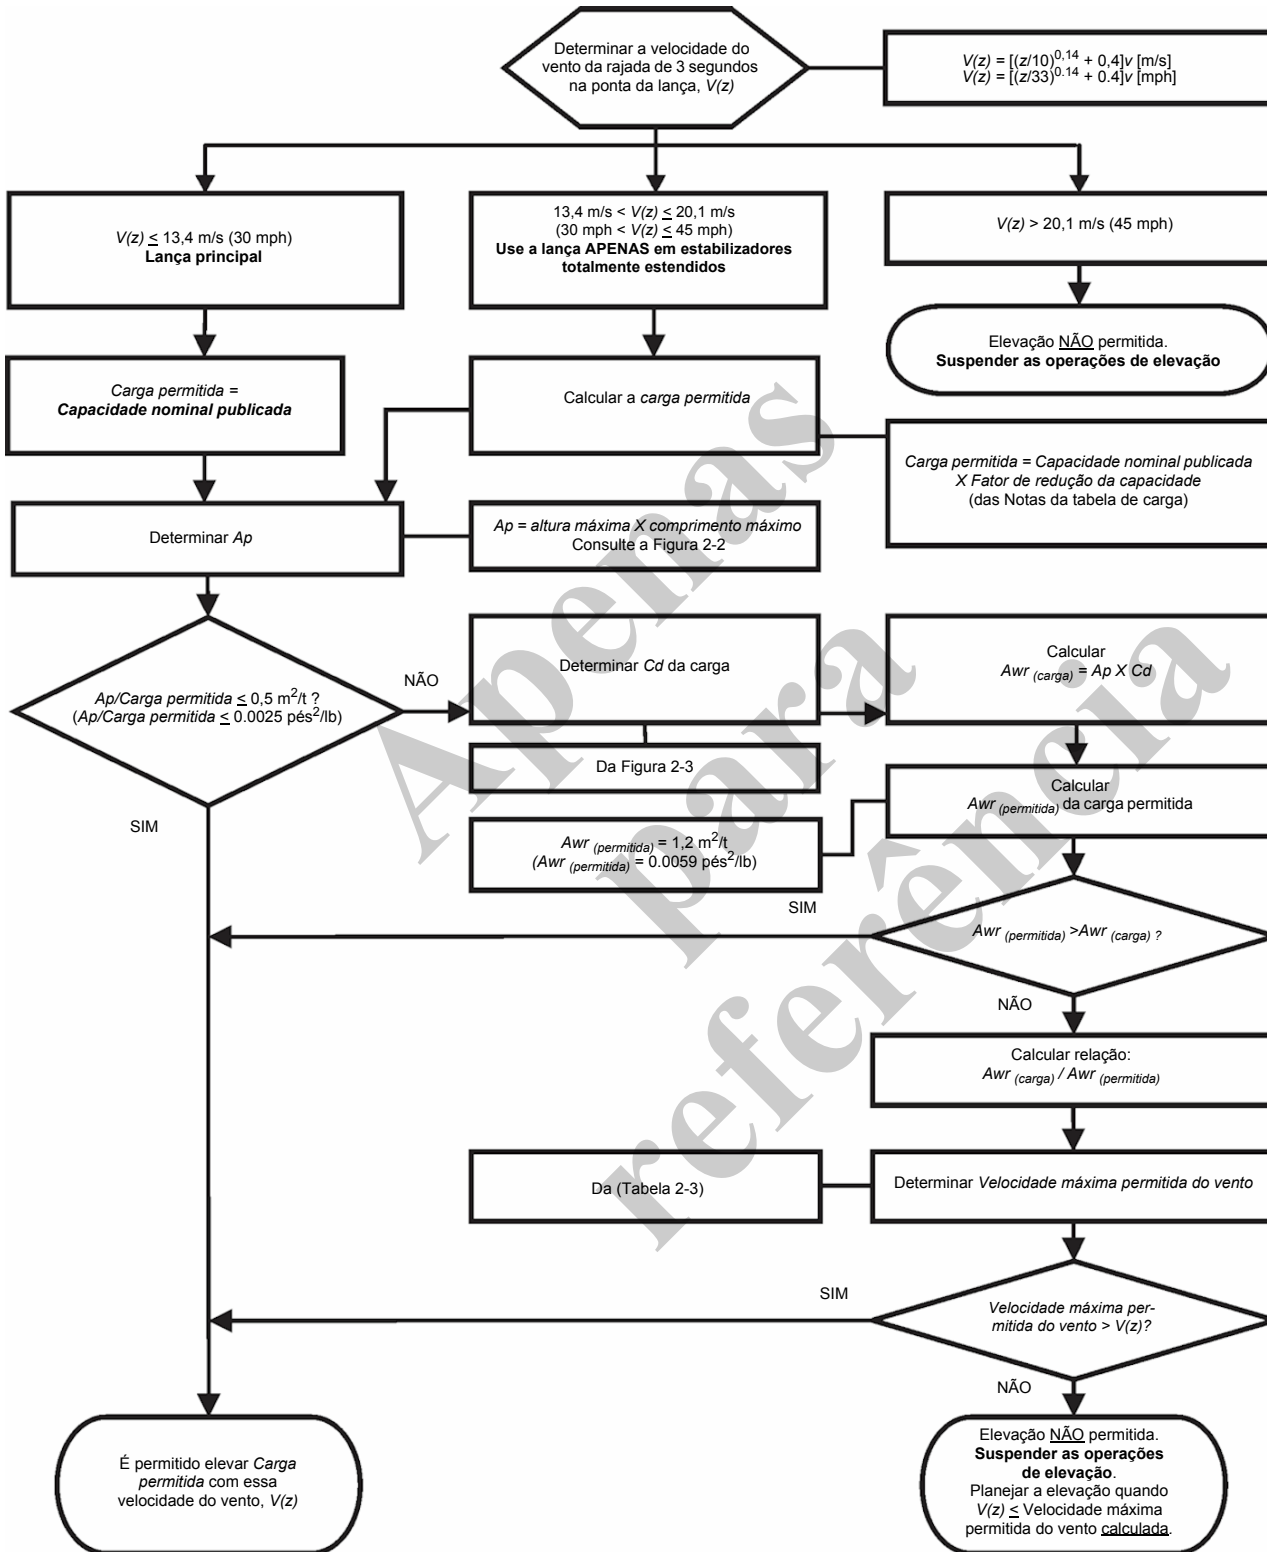 Determinar a velocidade do
vento da rajada de 3 segundos
na ponta da lança, V(z)
V(z) = [(z/10)^0,14 + 0,4]v [m/s]
V(z) = [(z/33)^0.14 + 0.4]v [mph]
V(z) ≤ 13,4 m/s (30 mph)
Lança principal
13,4 m/s < V(z) ≤ 20,1 m/s
(30 mph < V(z) ≤ 45 mph)
Use a lança APENAS em estabilizadores
totalmente estendidos
V(z) > 20,1 m/s (45 mph)
Elevação NÃO permitida.
Suspender as operações de elevação
Carga permitida =
Capacidade nominal publicada
Calcular a carga permitida
Carga permitida = Capacidade nominal publicada
X Fator de redução da capacidade
(das Notas da tabela de carga)
Determinar Ap
Ap = altura máxima X comprimento máximo
Consulte a Figura 2-2
Ap/Carga permitida ≤ 0,5 m²/t ?
(Ap/Carga permitida ≤ 0.0025 pés²/lb)
NÃO
SIM
Determinar Cd da carga
Da Figura 2-3
Calcular
Awr (carga) = Ap X Cd
Calcular
Awr (permitida) da carga permitida
Awr (permitida) = 1,2 m²/t
(Awr (permitida) = 0.0059 pés²/lb)
SIM
Awr (permitida) >Awr (carga) ?
NÃO
Calcular relação:
Awr (carga) / Awr (permitida)
Da (Tabela 2-3)
Determinar Velocidade máxima permitida do vento
SIM
Velocidade máxima per-
mitida do vento > V(z)?
NÃO
É permitido elevar Carga
permitida com essa
velocidade do vento, V(z)
Elevação NÃO permitida.
Suspender as operações
de elevação.
Planejar a elevação quando
V(z) ≤ Velocidade máxima
permitida do vento calculada.
Apenas
para
referência